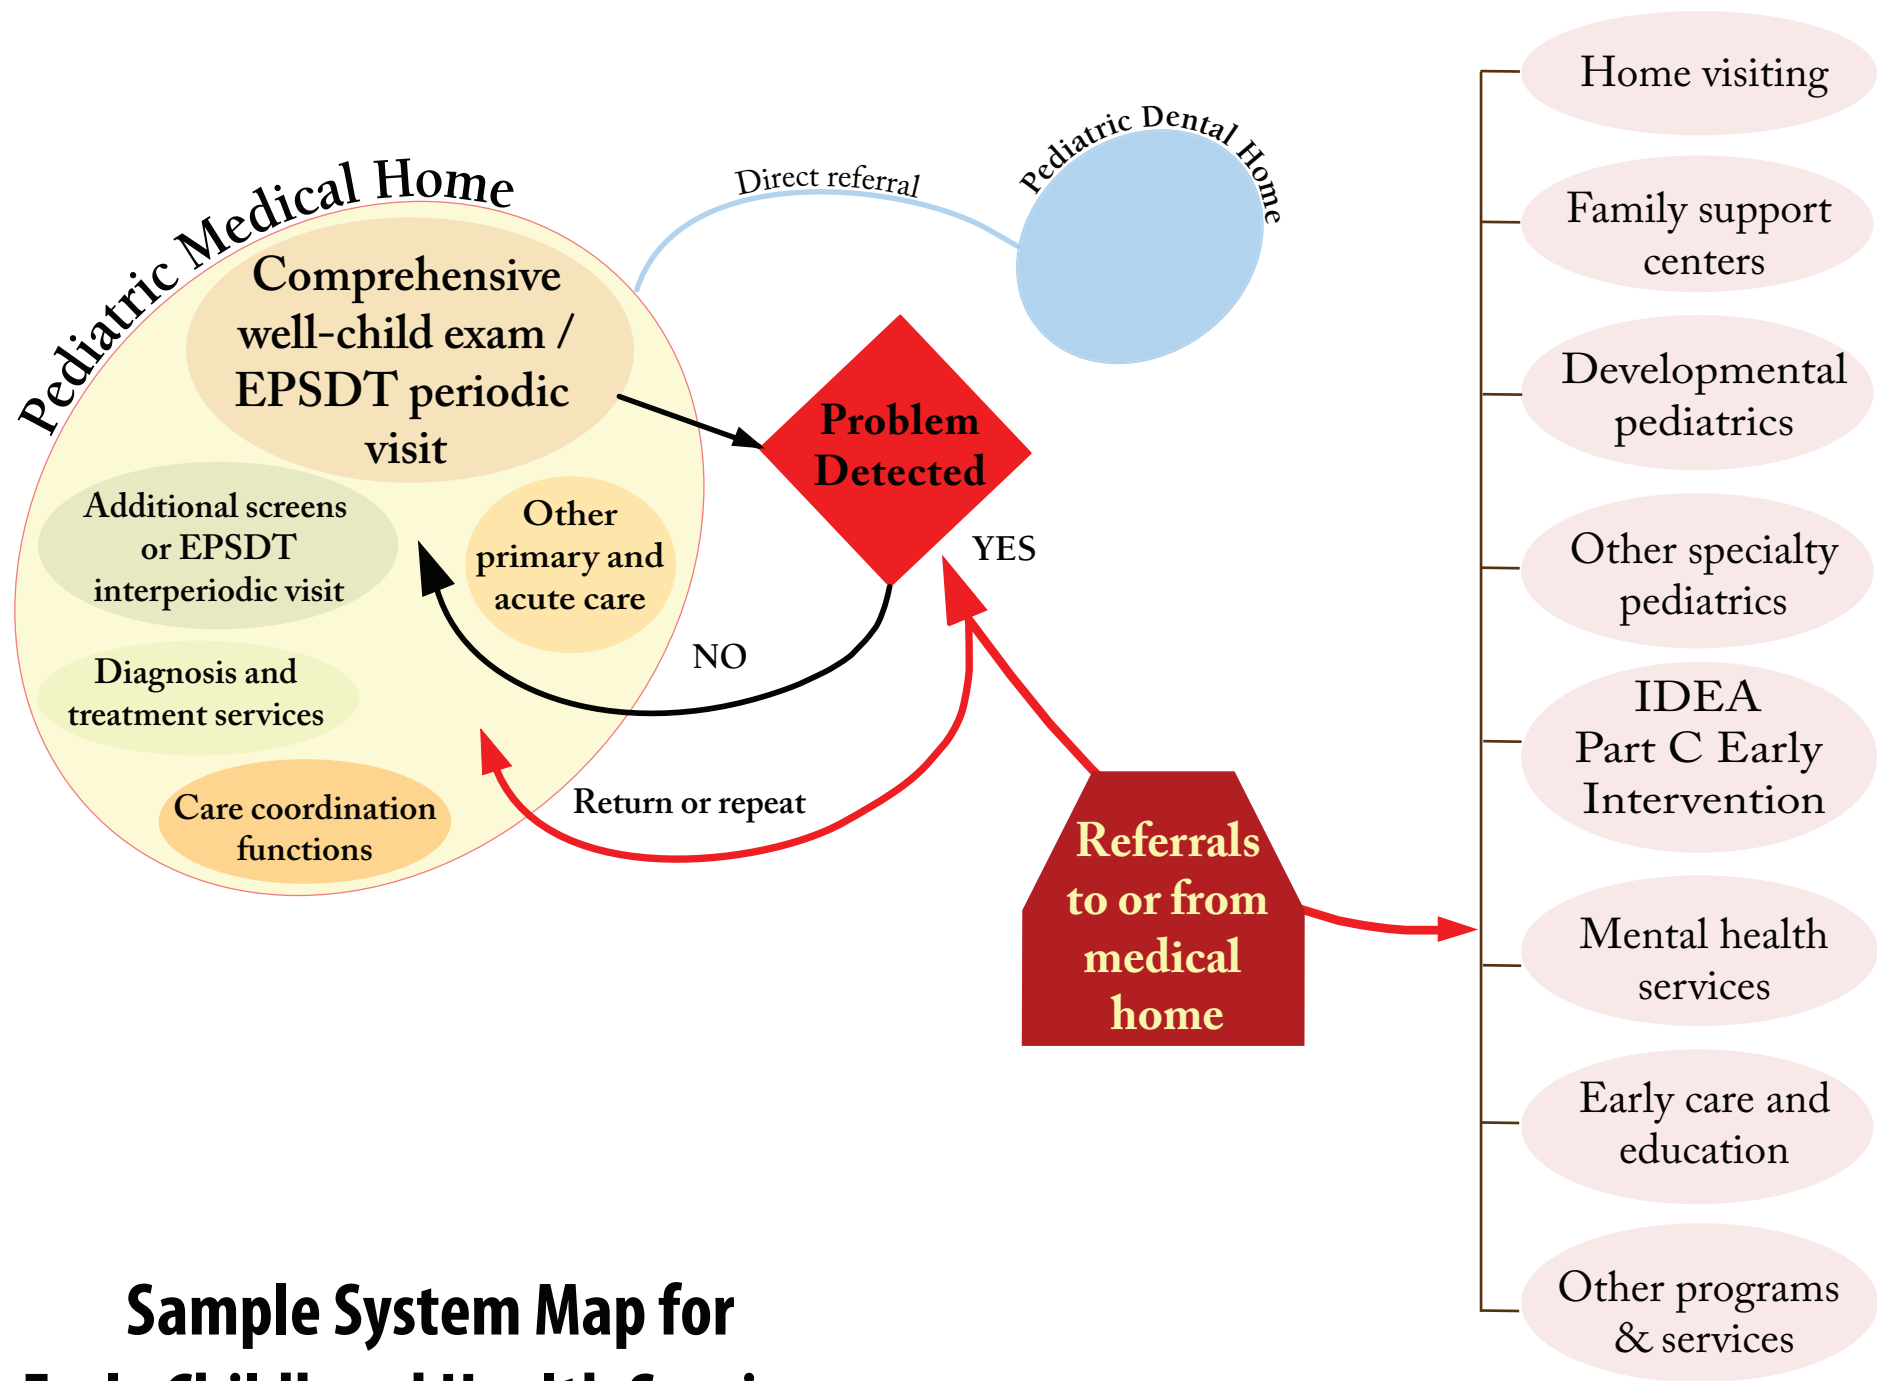 Pediatric Medical Home
Comprehensive
well-child exam /
EPSDT periodic
visit
Additional screens
or EPSDT
interperiodic visit
Other
primary and
acute care
Diagnosis and
treatment services
Care coordination
functions
Direct referral
Pediatric Dental Home
Problem
Detected
YES
NO
Return or repeat
Referrals
to or from
medical
home
Home visiting
Family support
centers
Developmental
pediatrics
Other specialty
pediatrics
IDEA
Part C Early
Intervention
Mental health
services
Early care and
education
Other programs
& services
Sample System Map for